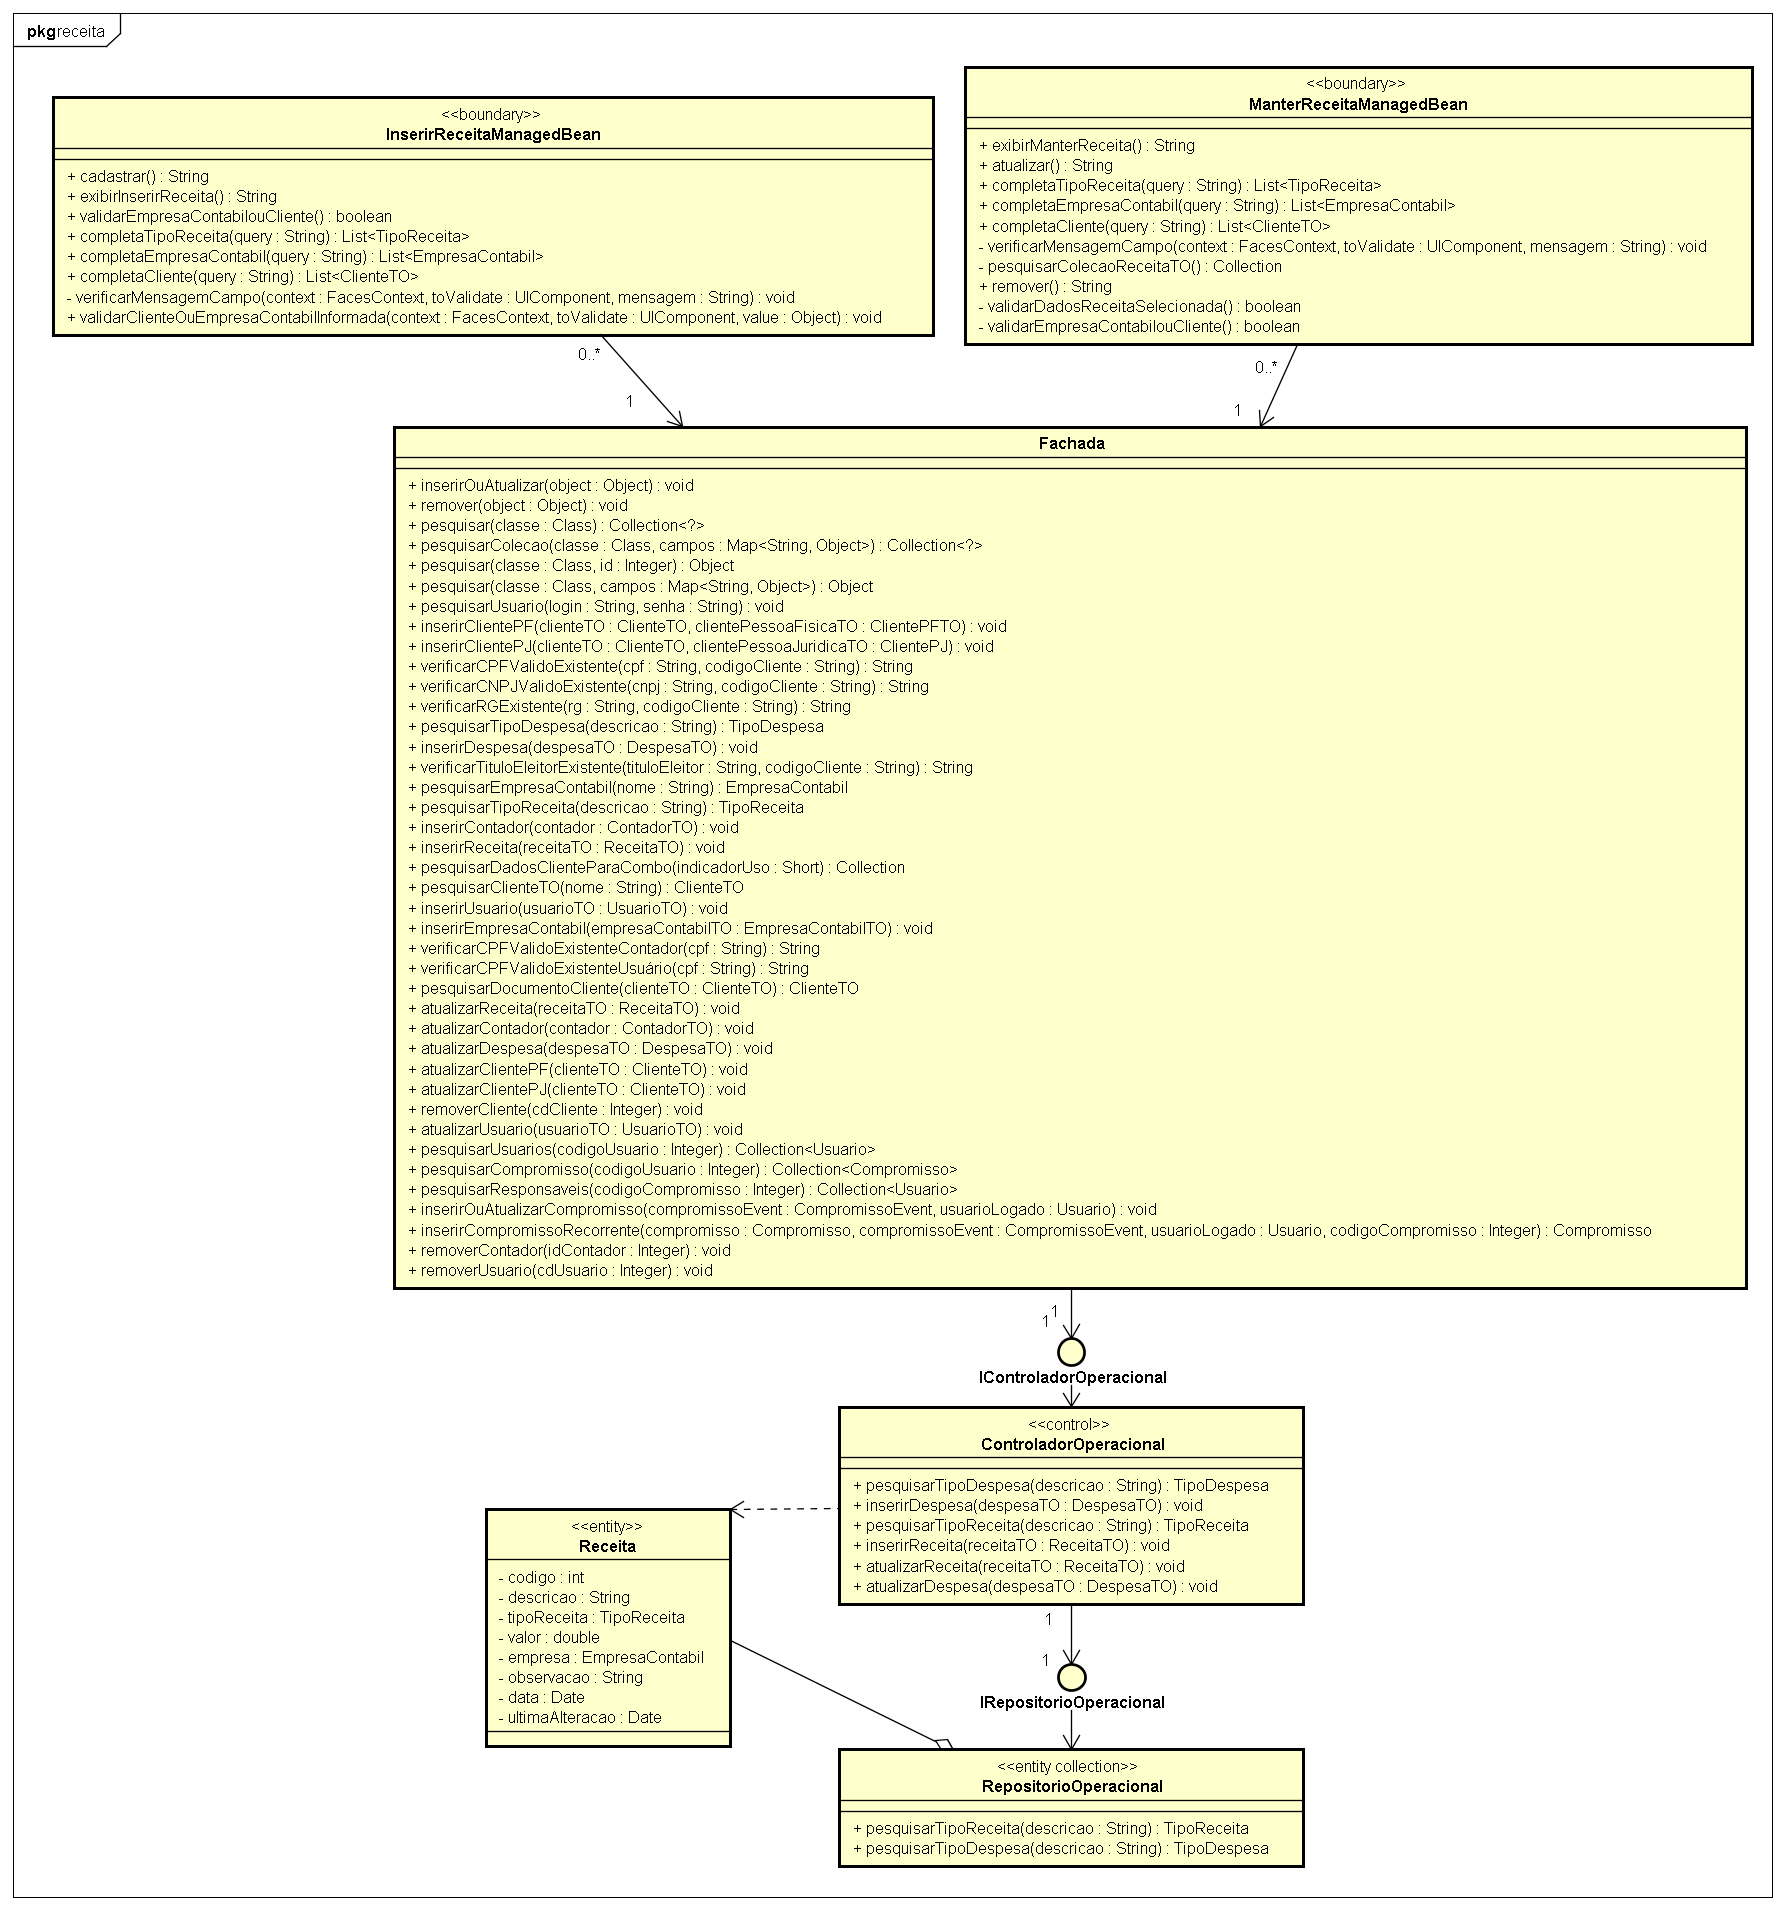 pkg receita
<<boundary>>
InserirReceitaManagedBean
+ cadastrar() : String
+ exibirInserirReceita() : String
+ validarEmpresaContabilouCliente() : boolean
+ completaTipoReceita(query : String) : List<TipoReceita>
+ completaEmpresaContabil(query : String) : List<EmpresaContabil>
+ completaCliente(query : String) : List<ClienteTO>
- verificarMensagemCampo(context : FacesContext, toValidate : UIComponent, mensagem : String) : void
+ validarClienteOuEmpresaContabilInformada(context : FacesContext, toValidate : UIComponent, value : Object) : void
<<boundary>>
ManterReceitaManagedBean
+ exibirManterReceita() : String
+ atualizar() : String
+ completaTipoReceita(query : String) : List<TipoReceita>
+ completaEmpresaContabil(query : String) : List<EmpresaContabil>
+ completaCliente(query : String) : List<ClienteTO>
- verificarMensagemCampo(context : FacesContext, toValidate : UIComponent, mensagem : String) : void
- pesquisarColecaoReceitaTO() : Collection
+ remover() : String
- validarDadosReceitaSelecionada() : boolean
- validarEmpresaContabilouCliente() : boolean
0..*
1
0..*
1
Fachada
+ inserirOuAtualizar(object : Object) : void
+ remover(object : Object) : void
+ pesquisar(classe : Class) : Collection<?>
+ pesquisarColecao(classe : Class, campos : Map<String, Object>) : Collection<?>
+ pesquisar(classe : Class, id : Integer) : Object
+ pesquisar(classe : Class, campos : Map<String, Object>) : Object
+ pesquisarUsuario(login : String, senha : String) : void
+ inserirClientePF(clienteTO : ClienteTO, clientePessoaFisicaTO : ClientePFTO) : void
+ inserirClientePJ(clienteTO : ClienteTO, clientePessoaJuridicaTO : ClientePJ) : void
+ verificarCPFValidoExistente(cpf : String, codigoCliente : String) : String
+ verificarCNPJValidoExistente(cnpj : String, codigoCliente : String) : String
+ verificarRGExistente(rg : String, codigoCliente : String) : String
+ pesquisarTipoDespesa(descricao : String) : TipoDespesa
+ inserirDespesa(despesaTO : DespesaTO) : void
+ verificarTituloEleitorExistente(tituloEleitor : String, codigoCliente : String) : String
+ pesquisarEmpresaContabil(nome : String) : EmpresaContabil
+ pesquisarTipoReceita(descricao : String) : TipoReceita
+ inserirContador(contador : ContadorTO) : void
+ inserirReceita(receitaTO : ReceitaTO) : void
+ pesquisarDadosClienteParaCombo(indicadorUso : Short) : Collection
+ pesquisarClienteTO(nome : String) : ClienteTO
+ inserirUsuario(usuarioTO : UsuarioTO) : void
+ inserirEmpresaContabil(empresaContabilTO : EmpresaContabilTO) : void
+ verificarCPFValidoExistenteContador(cpf : String) : String
+ verificarCPFValidoExistenteUsuário(cpf : String) : String
+ pesquisarDocumentoCliente(clienteTO : ClienteTO) : ClienteTO
+ atualizarReceita(receitaTO : ReceitaTO) : void
+ atualizarContador(contador : ContadorTO) : void
+ atualizarDespesa(despesaTO : DespesaTO) : void
+ atualizarClientePF(clienteTO : ClienteTO) : void
+ atualizarClientePJ(clienteTO : ClienteTO) : void
+ removerCliente(cdCliente : Integer) : void
+ atualizarUsuario(usuarioTO : UsuarioTO) : void
+ pesquisarUsuarios(codigoUsuario : Integer) : Collection<Usuario>
+ pesquisarCompromisso(codigoUsuario : Integer) : Collection<Compromisso>
+ pesquisarResponsaveis(codigoCompromisso : Integer) : Collection<Usuario>
+ inserirOuAtualizarCompromisso(compromissoEvent : CompromissoEvent, usuarioLogado : Usuario) : void
+ inserirCompromissoRecorrente(compromisso : Compromisso, compromissoEvent : CompromissoEvent, usuarioLogado : Usuario, codigoCompromisso : Integer) : Compromisso
+ removerContador(idContador : Integer) : void
+ removerUsuario(cdUsuario : Integer) : void
1
1
IControladorOperacional
<<control>>
ControladorOperacional
+ pesquisarTipoDespesa(descricao : String) : TipoDespesa
+ inserirDespesa(despesaTO : DespesaTO) : void
+ pesquisarTipoReceita(descricao : String) : TipoReceita
+ inserirReceita(receitaTO : ReceitaTO) : void
+ atualizarReceita(receitaTO : ReceitaTO) : void
+ atualizarDespesa(despesaTO : DespesaTO) : void
<<entity>>
Receita
- codigo : int
- descricao : String
- tipoReceita : TipoReceita
- valor : double
- empresa : EmpresaContabil
- observacao : String
- data : Date
- ultimaAlteracao : Date
1
1
IRepositorioOperacional
<<entity collection>>
RepositorioOperacional
+ pesquisarTipoReceita(descricao : String) : TipoReceita
+ pesquisarTipoDespesa(descricao : String) : TipoDespesa